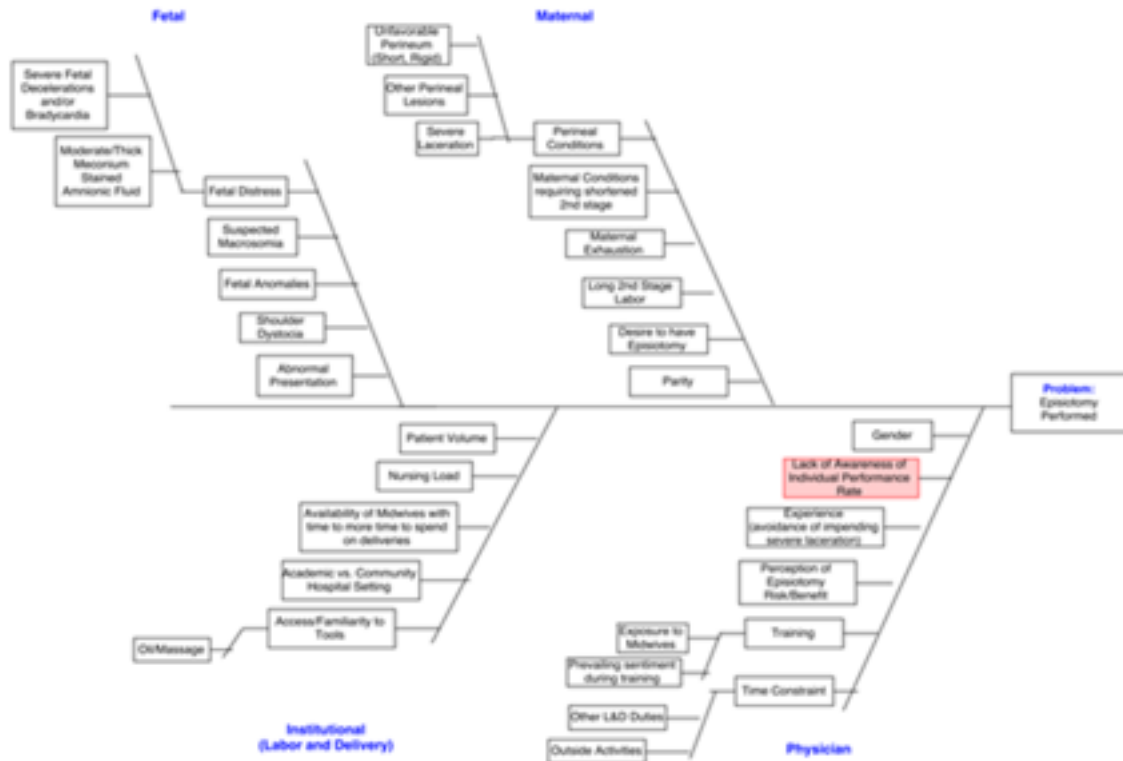 Fetal
Maternal
Severe Fetal
Decelerations
and/or
Bradycardia
Moderate/Thick
Meconium
Stained
Amnionic Fluid
Fetal Distress
Suspected
Macrosomia
Fetal Anomalies
Shoulder
Dystocia
Abnormal
Presentation
Unfavorable
Perineum
(Short, Rigid)
Other Perineal
Lesions
Severe
Laceration
Perineal
Conditions
Maternal Conditions
requiring shortened
2nd stage
Maternal
Exhaustion
Long 2nd Stage
Labor
Desire to have
Episiotomy
Parity
Problem:
Episiotomy
Performed
Patient Volume
Nursing Load
Availability of Midwives with
time to more time to spend
on deliveries
Academic vs. Community
Hospital Setting
Access/Familiarity to
Tools
Oil/Massage
Institutional
(Labor and Delivery)
Gender
Lack of Awareness of
Individual Performance
Rate
Experience
(avoidance of impending
severe laceration)
Perception of
Episiotomy
Risk/Benefit
Training
Exposure to
Midwives
Prevailing sentiment
during training
Time Constraint
Other L&D Duties
Outside Activities
Physician